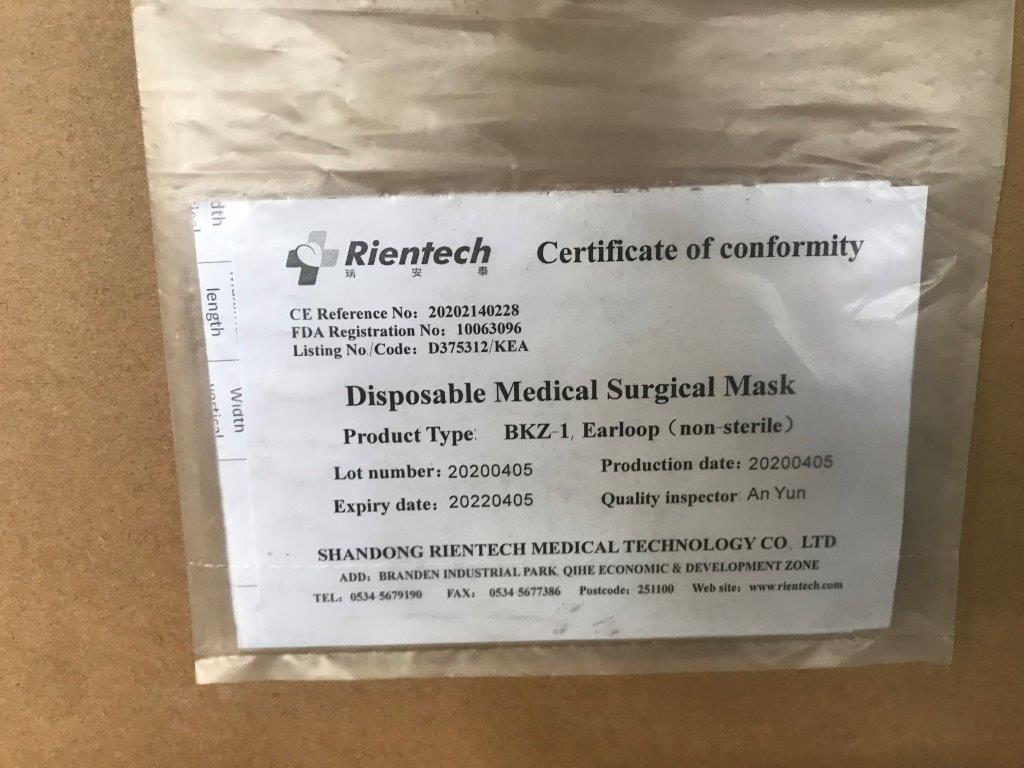 Rientech
瑞安泰
Certificate of conformity
CE Reference No: 20202140228
FDA Registration No: 10063096
Listing No./Code: D375312/KEA
Disposable Medical Surgical Mask
Product Type: BKZ-1, Earloop (non-sterile)
Lot number: 20200405
Production date: 20200405
Expiry date: 20220405
Quality inspector: An Yun
SHANDONG RIENTECH MEDICAL TECHNOLOGY CO., LTD.
ADD: BRANDEN INDUSTRIAL PARK, QIHE ECONOMIC & DEVELOPMENT ZONE
TEL: 0534 5679190 FAX: 0534 5677386 Postcode: 251100 Web site: www.rientech.com
length
Width